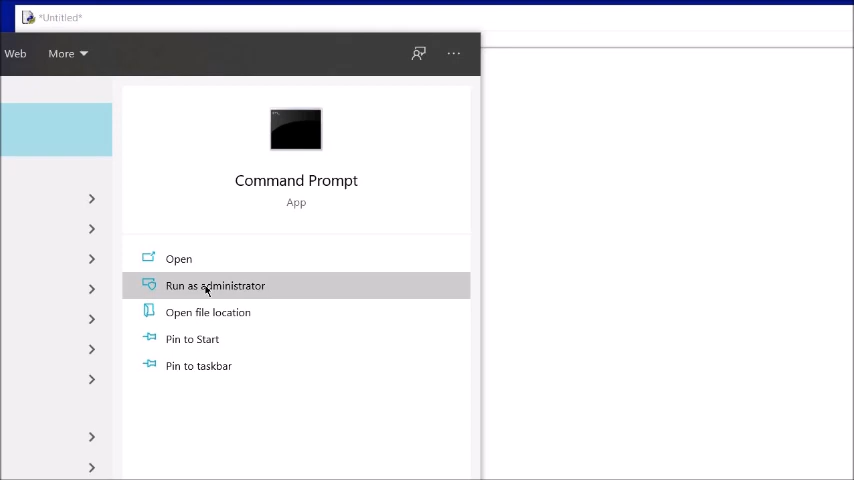 *Untitled*
Web More
Command Prompt
App
Open
Run as administrator
Open file location
Pin to Start
Pin to taskbar